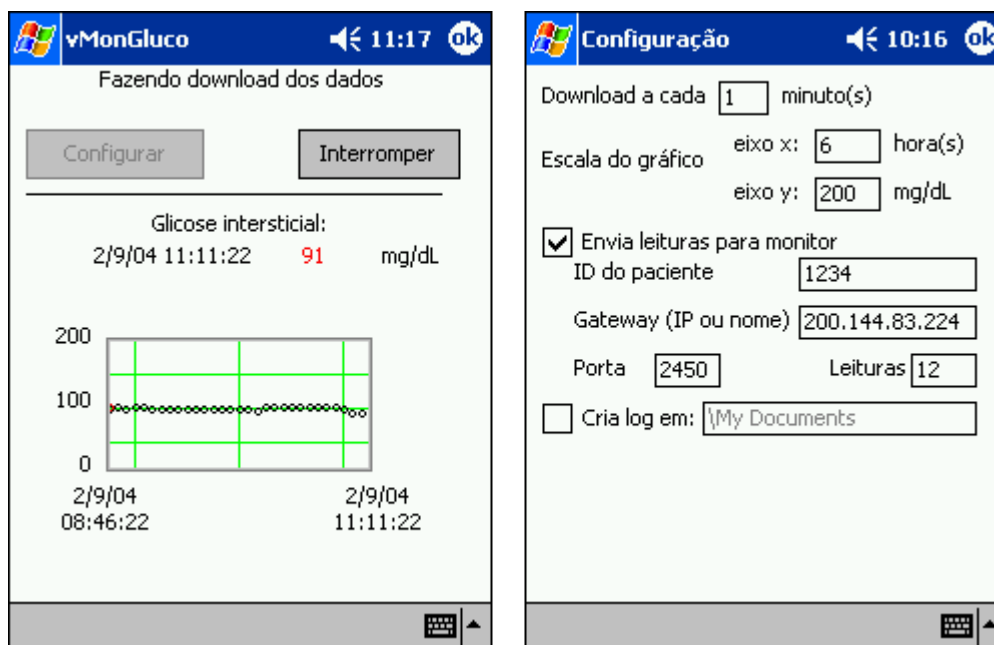 vMonGluco 11:17 ok
Fazendo download dos dados
Configurar Interromper
Glicose intersticial:
2/9/04 11:11:22 91 mg/dL
200
100
0
2/9/04 2/9/04
08:46:22 11:11:22
Configuração 10:16 ok
Download a cada 1 minuto(s)
Escala do gráfico eixo x: 6 hora(s)
eixo y: 200 mg/dL
Envia leituras para monitor
ID do paciente 1234
Gateway (IP ou nome) 200.144.83.224
Porta 2450 Leituras 12
Cria log em: \My Documents